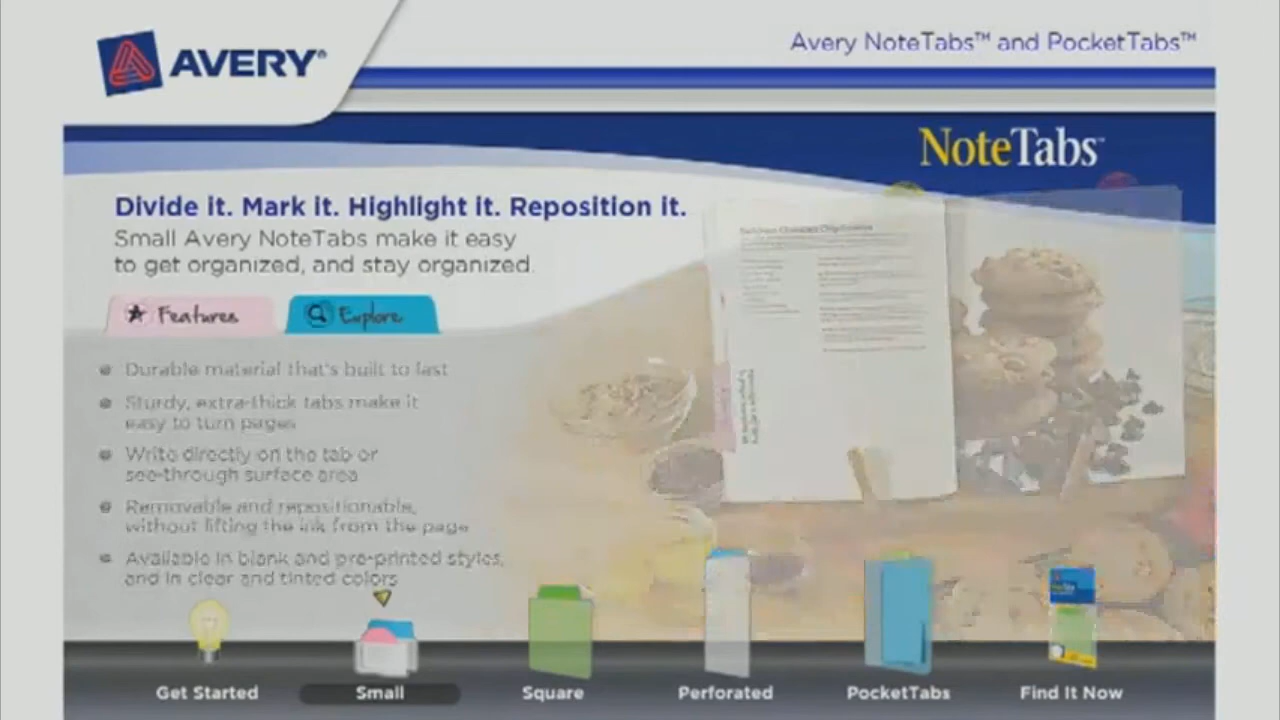 AVERY®
Avery NoteTabs™ and PocketTabs™
NoteTabs™
Divide it. Mark it. Highlight it. Reposition it.
Small Avery NoteTabs make it easy
to get organized, and stay organized.
Features
Explore
Durable material that's built to last
Sturdy, extra-thick tabs make it
easy to turn pages
Write directly on the tab or
see-through surface area
Removable and repositionable,
without lifting the ink from the page
Available in blank and pre-printed styles,
and in clear and tinted colors
Get Started
Small
Square
Perforated
PocketTabs
Find It Now